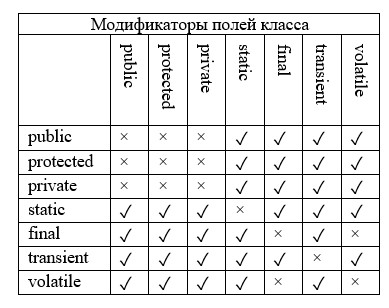 Модификаторы полей класса
public protected private static final transient volatile
public × × × ✓ ✓ ✓ ✓
protected × × × ✓ ✓ ✓ ✓
private × × × ✓ ✓ ✓ ✓
static ✓ ✓ ✓ × ✓ ✓ ✓
final ✓ ✓ ✓ ✓ × ✓ ×
transient ✓ ✓ ✓ ✓ ✓ × ✓
volatile ✓ ✓ ✓ ✓ × ✓ ×